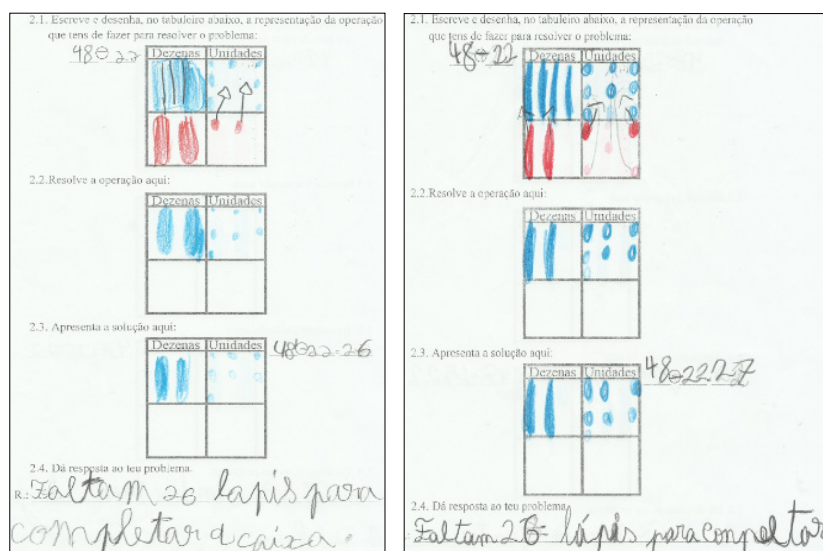 2.1. Escreve e desenha, no tabuleiro abaixo, a representação da operação
que tens de fazer para resolver o problema:
48⊖22
Dezenas Unidades
2.2.Resolve a operação aqui:
Dezenas Unidades
2.3. Apresenta a solução aqui:
Dezenas Unidades
48⊖22=26
2.4. Dá resposta ao teu problema.
R.: Faltam 26 lapis para
completar a caixa.
2.1. Escreve e desenha, no tabuleiro abaixo, a representação da operação
que tens de fazer para resolver o problema:
48⊖22
Dezenas Unidades
2.2.Resolve a operação aqui:
Dezenas Unidades
2.3. Apresenta a solução aqui:
Dezenas Unidades
2.4. Dá resposta ao teu problema
Faltam 26 lápis para conpeltar